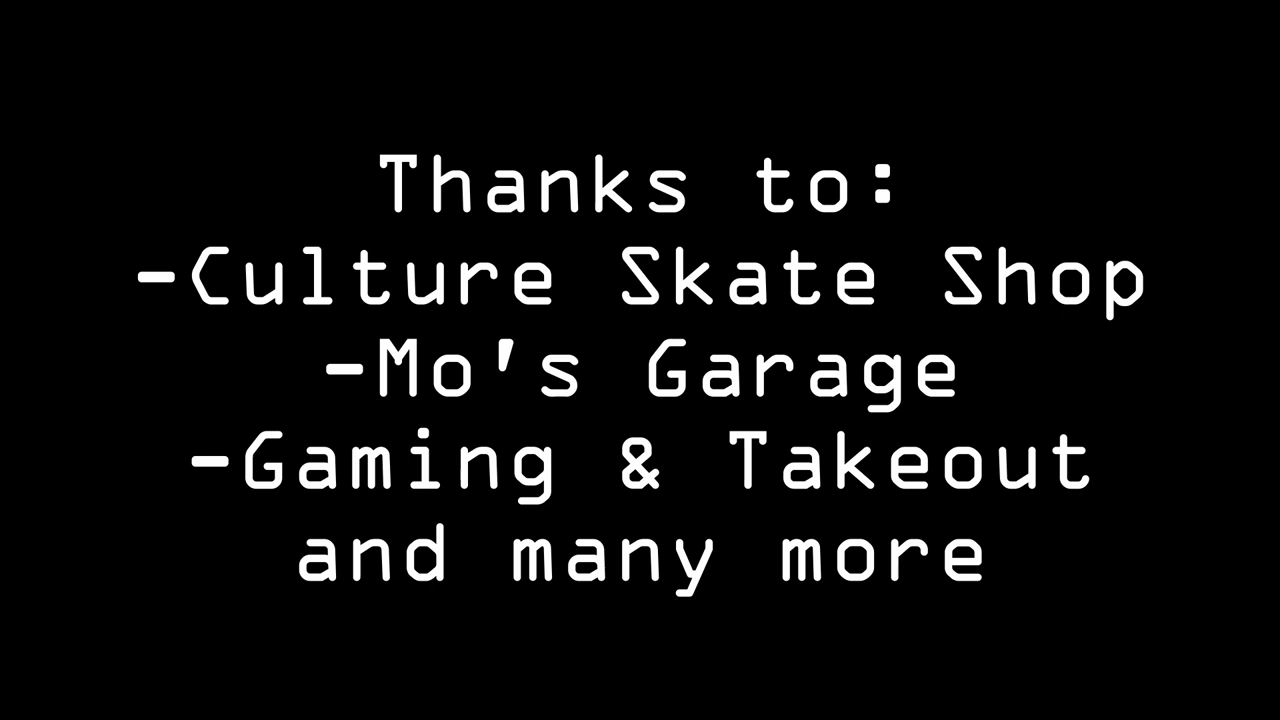 Thanks to:
-Culture Skate Shop
-Mo's Garage
-Gaming & Takeout
and many more